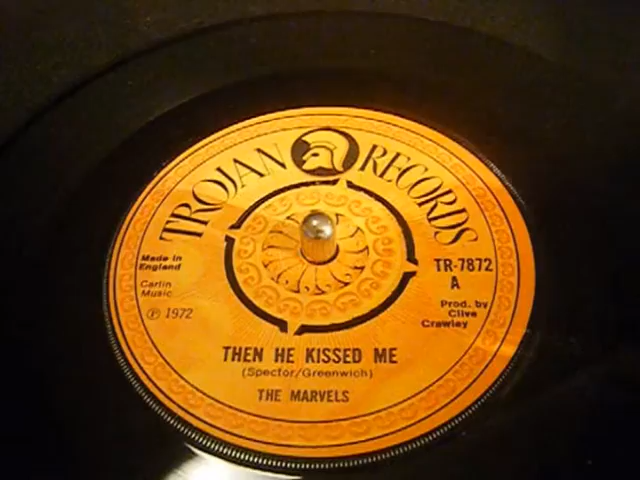 TROJAN RECORDS
Made in
England
Carlin
Music
℗ 1972
TR-7872
A
Prod. by
Clive
Crawley
THEN HE KISSED ME
(Spector/Greenwich)
THE MARVELS